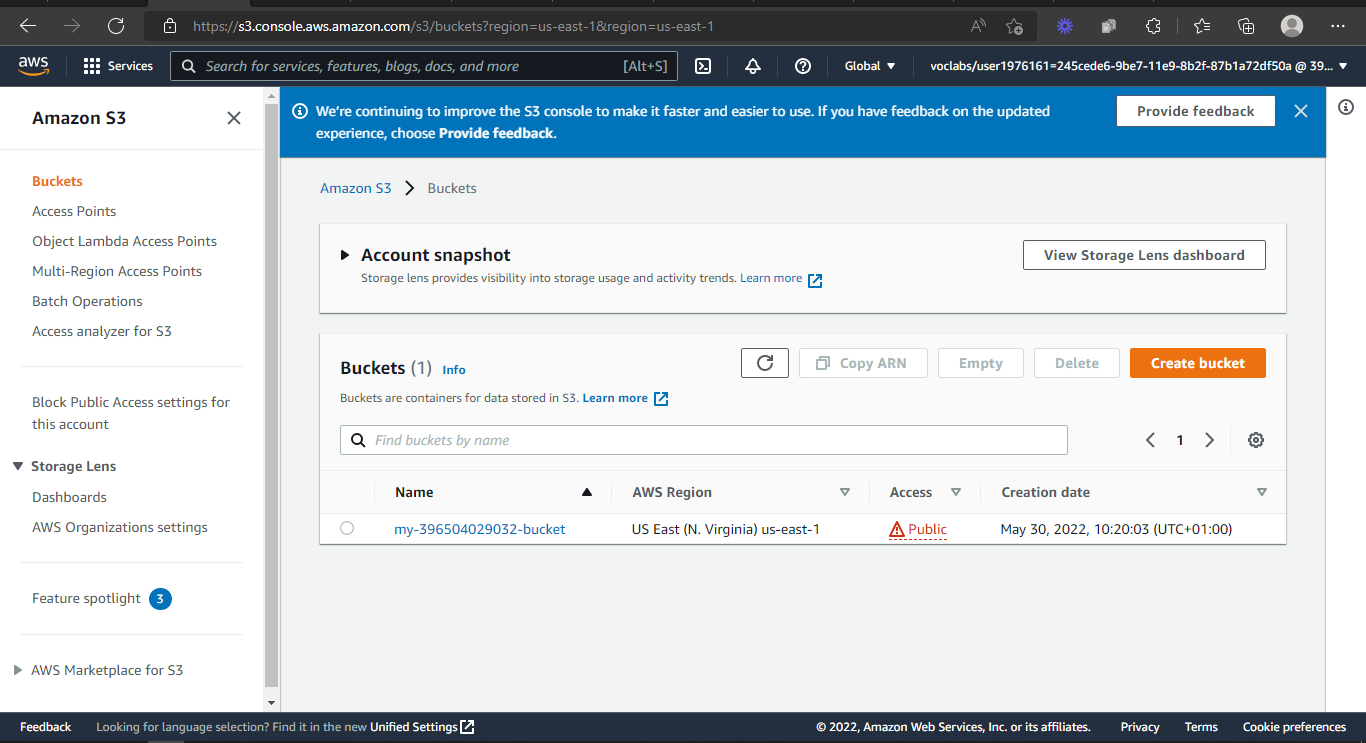 https://s3.console.aws.amazon.com/s3/buckets?region=us-east-1&region=us-east-1
aws
Services
Search for services, features, blogs, docs, and more
[Alt+S]
Global
voclabs/user1976161=245cede6-9be7-11e9-8b2f-87b1a72df50a @ 39...
Amazon S3
Buckets
Access Points
Object Lambda Access Points
Multi-Region Access Points
Batch Operations
Access analyzer for S3
Block Public Access settings for
this account
Storage Lens
Dashboards
AWS Organizations settings
Feature spotlight 3
AWS Marketplace for S3
We're continuing to improve the S3 console to make it faster and easier to use. If you have feedback on the updated
experience, choose Provide feedback.
Provide feedback
Amazon S3 Buckets
Account snapshot
Storage lens provides visibility into storage usage and activity trends. Learn more
View Storage Lens dashboard
Buckets (1) Info
Copy ARN
Empty
Delete
Create bucket
Buckets are containers for data stored in S3. Learn more
Find buckets by name
1
Name AWS Region Access Creation date
my-396504029032-bucket US East (N. Virginia) us-east-1 Public May 30, 2022, 10:20:03 (UTC+01:00)
Feedback Looking for language selection? Find it in the new Unified Settings © 2022, Amazon Web Services, Inc. or its affiliates. Privacy Terms Cookie preferences